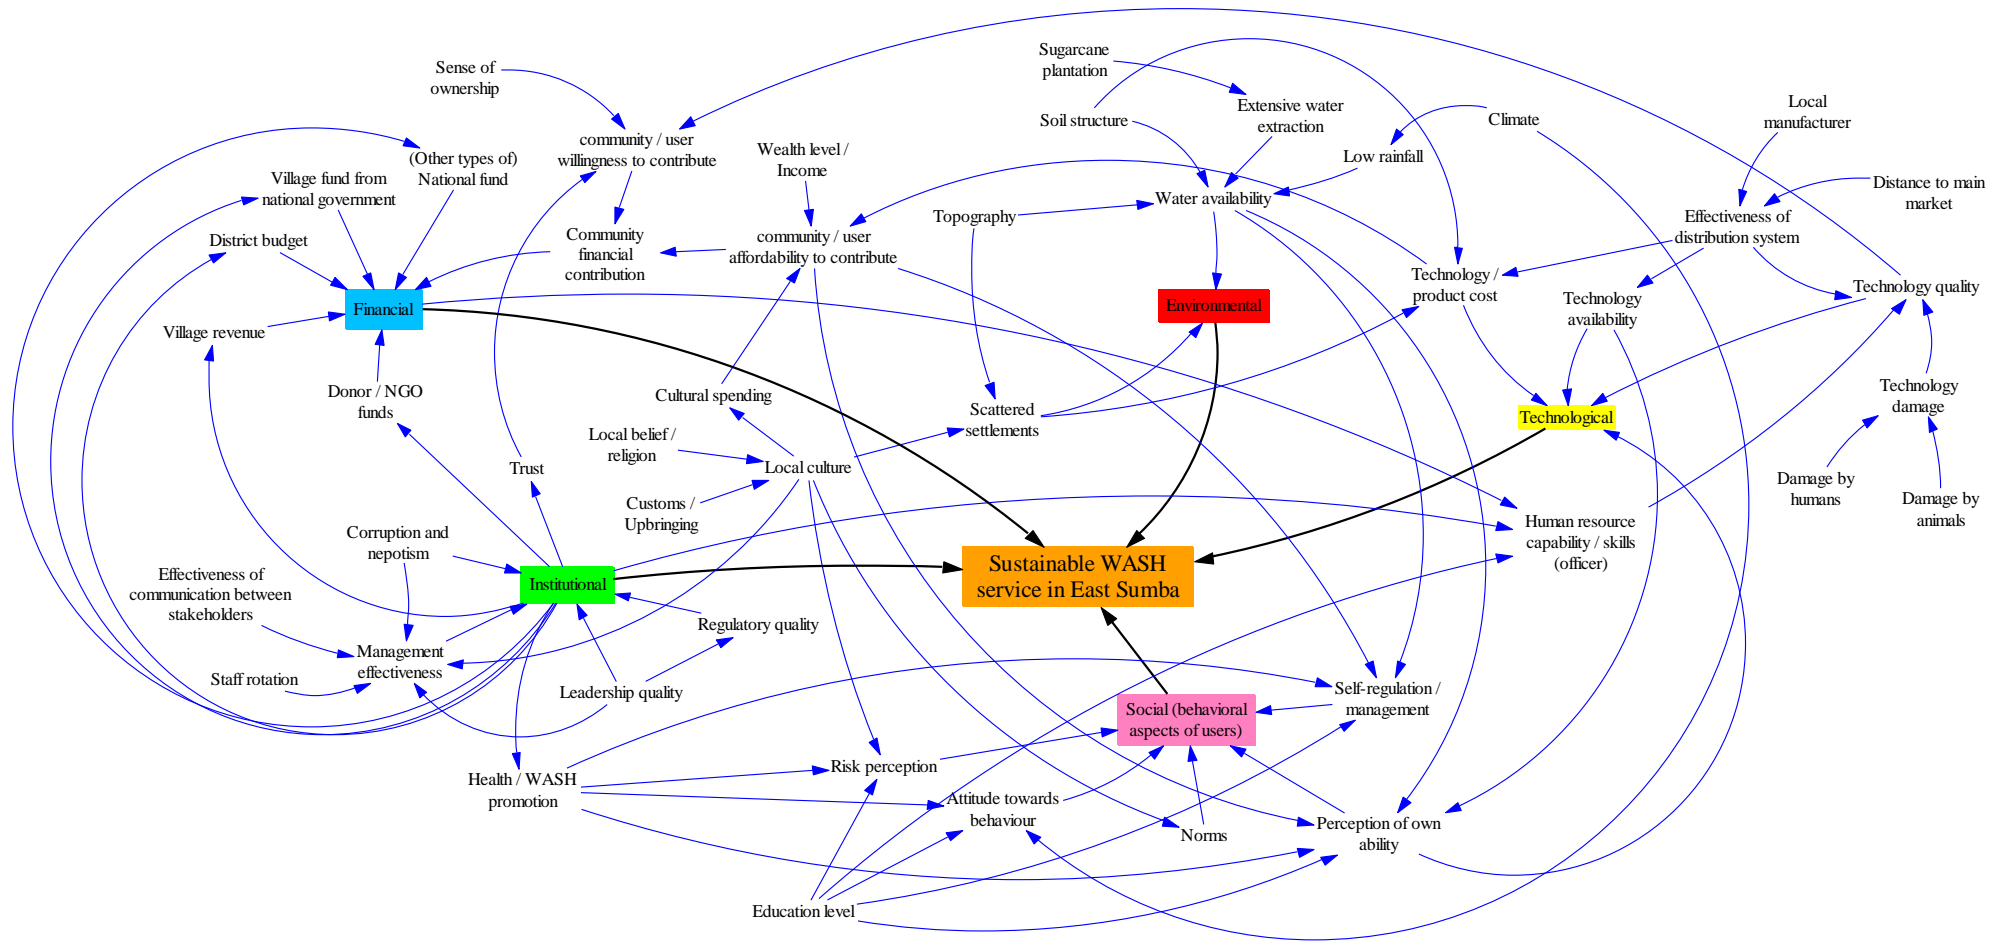 Sugarcane
plantation
Sense of
ownership
Extensive water
extraction
Soil structure
Climate
Local
manufacturer
community / user
willingness to contribute
Wealth level /
Income
(Other types of)
National fund
Low rainfall
Village fund from
national government
Distance to main
market
Water availability
Topography
Effectiveness of
distribution system
District budget
Community
financial
contribution
community / user
affordability to contribute
Technology /
product cost
Technology
availability
Technology quality
Financial
Environmental
Village revenue
Donor / NGO
funds
Cultural spending
Scattered
settlements
Technological
Technology
damage
Local belief /
religion
Trust
Local culture
Customs /
Upbringing
Damage by
humans
Damage by
animals
Human resource
capability / skills
(officer)
Corruption and
nepotism
Institutional
Sustainable WASH
service in East Sumba
Effectiveness of
communication between
stakeholders
Regulatory quality
Management
effectiveness
Staff rotation
Leadership quality
Self-regulation /
management
Social (behavioral
aspects of users)
Health / WASH
promotion
Risk perception
Attitude towards
behaviour
Norms
Perception of own
ability
Education level